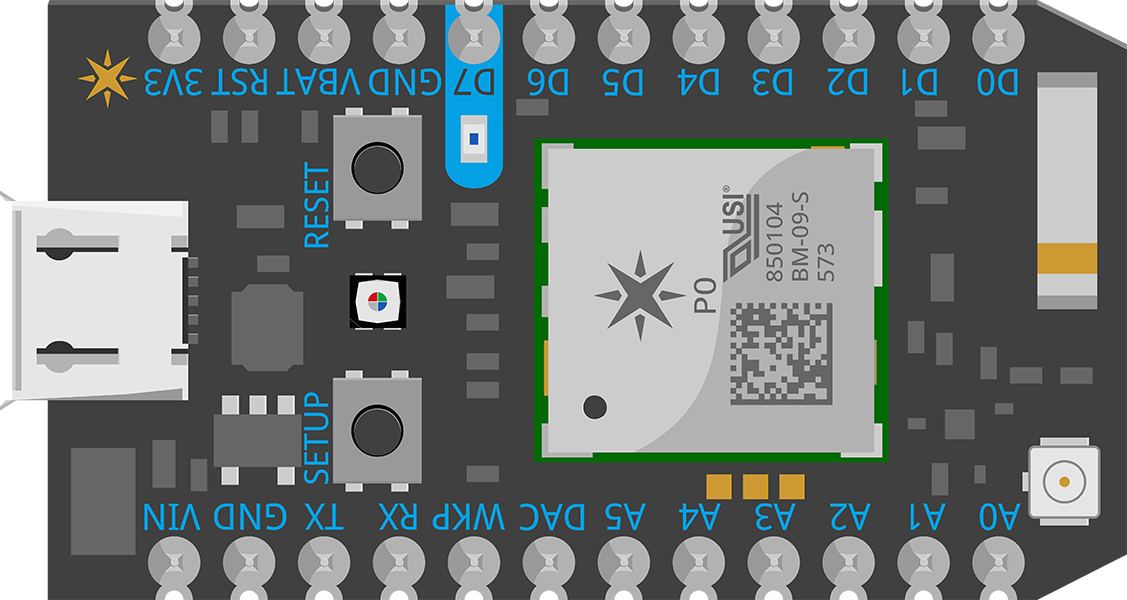 3V3 RST VBAT GND D7 D6 D5 D4 D3 D2 D1 D0
RESET
P0
USI®
850104
BM-09-S
573
SETUP
VIN GND TX RX WKP DAC A5 A4 A3 A2 A1 A0